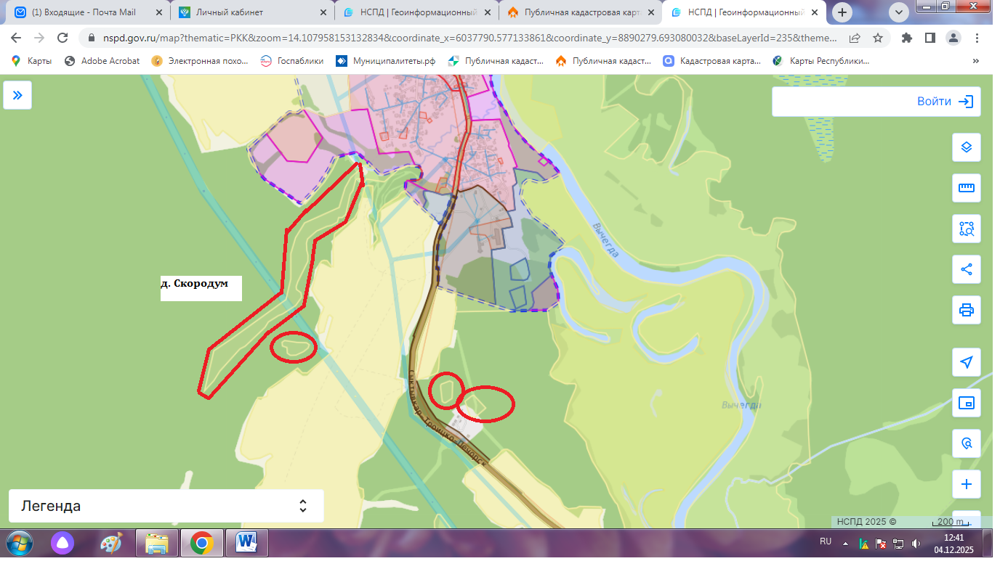 (1) Входящие - Почта Mail
Личный кабинет
НСПД | Геоинформационный
Публичная кадастровая карта
НСПД | Геоинформационный
nspd.gov.ru/map?thematic=PKK&zoom=14.107958153132834&coordinate_x=6037790.577133861&coordinate_y=8890279.693080032&baseLayerId=235&theme...
Карты
Adobe Acrobat
Электронная похо...
Госпаблики
Муниципалитеты.рф
Публичная кадаст...
Публичная кадаст...
Кадастровая карта...
Карты Республики...
»
Войти
Вычегда
д. Скородум
Сыктывкар-Троицко-Печорск
Вычегда
Легенда
НСПД 2025 ©
200 m
RU
12:41
04.12.2025